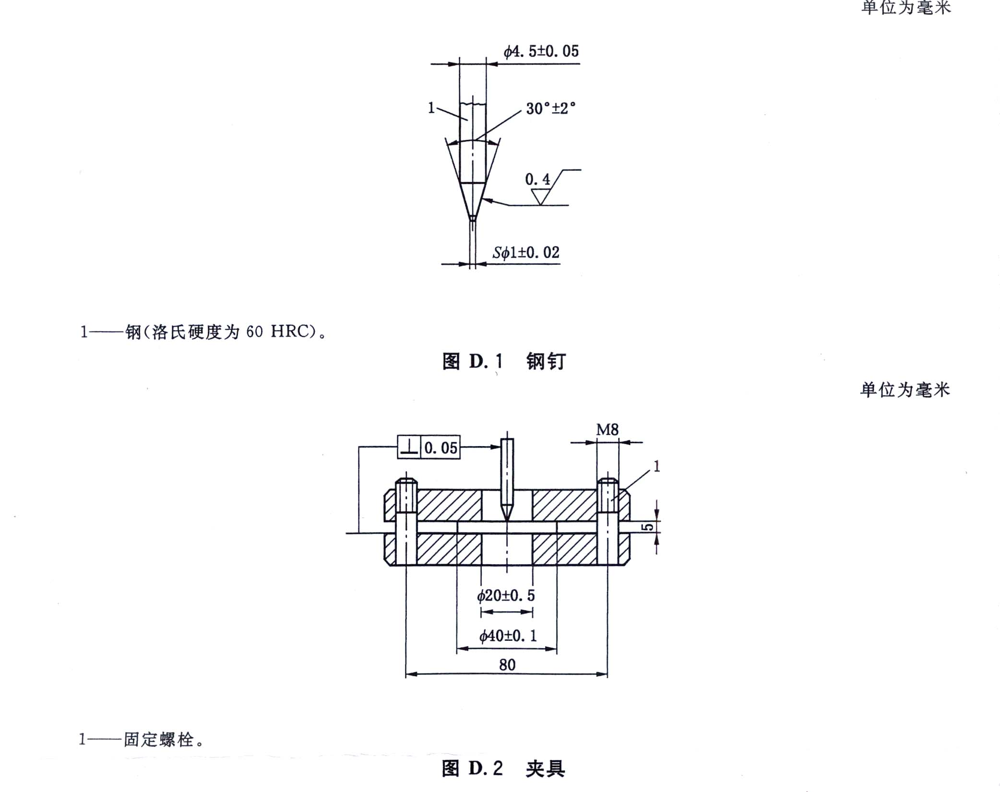 单位为毫米
ϕ4.5±0.05
1
30°±2°
0.4
Sϕ1±0.02
1——钢(洛氏硬度为 60 HRC)。
图 D.1 钢钉
单位为毫米
M8
⊥ 0.05
1
5
ϕ20±0.5
ϕ40±0.1
80
1——固定螺栓。
图 D.2 夹具